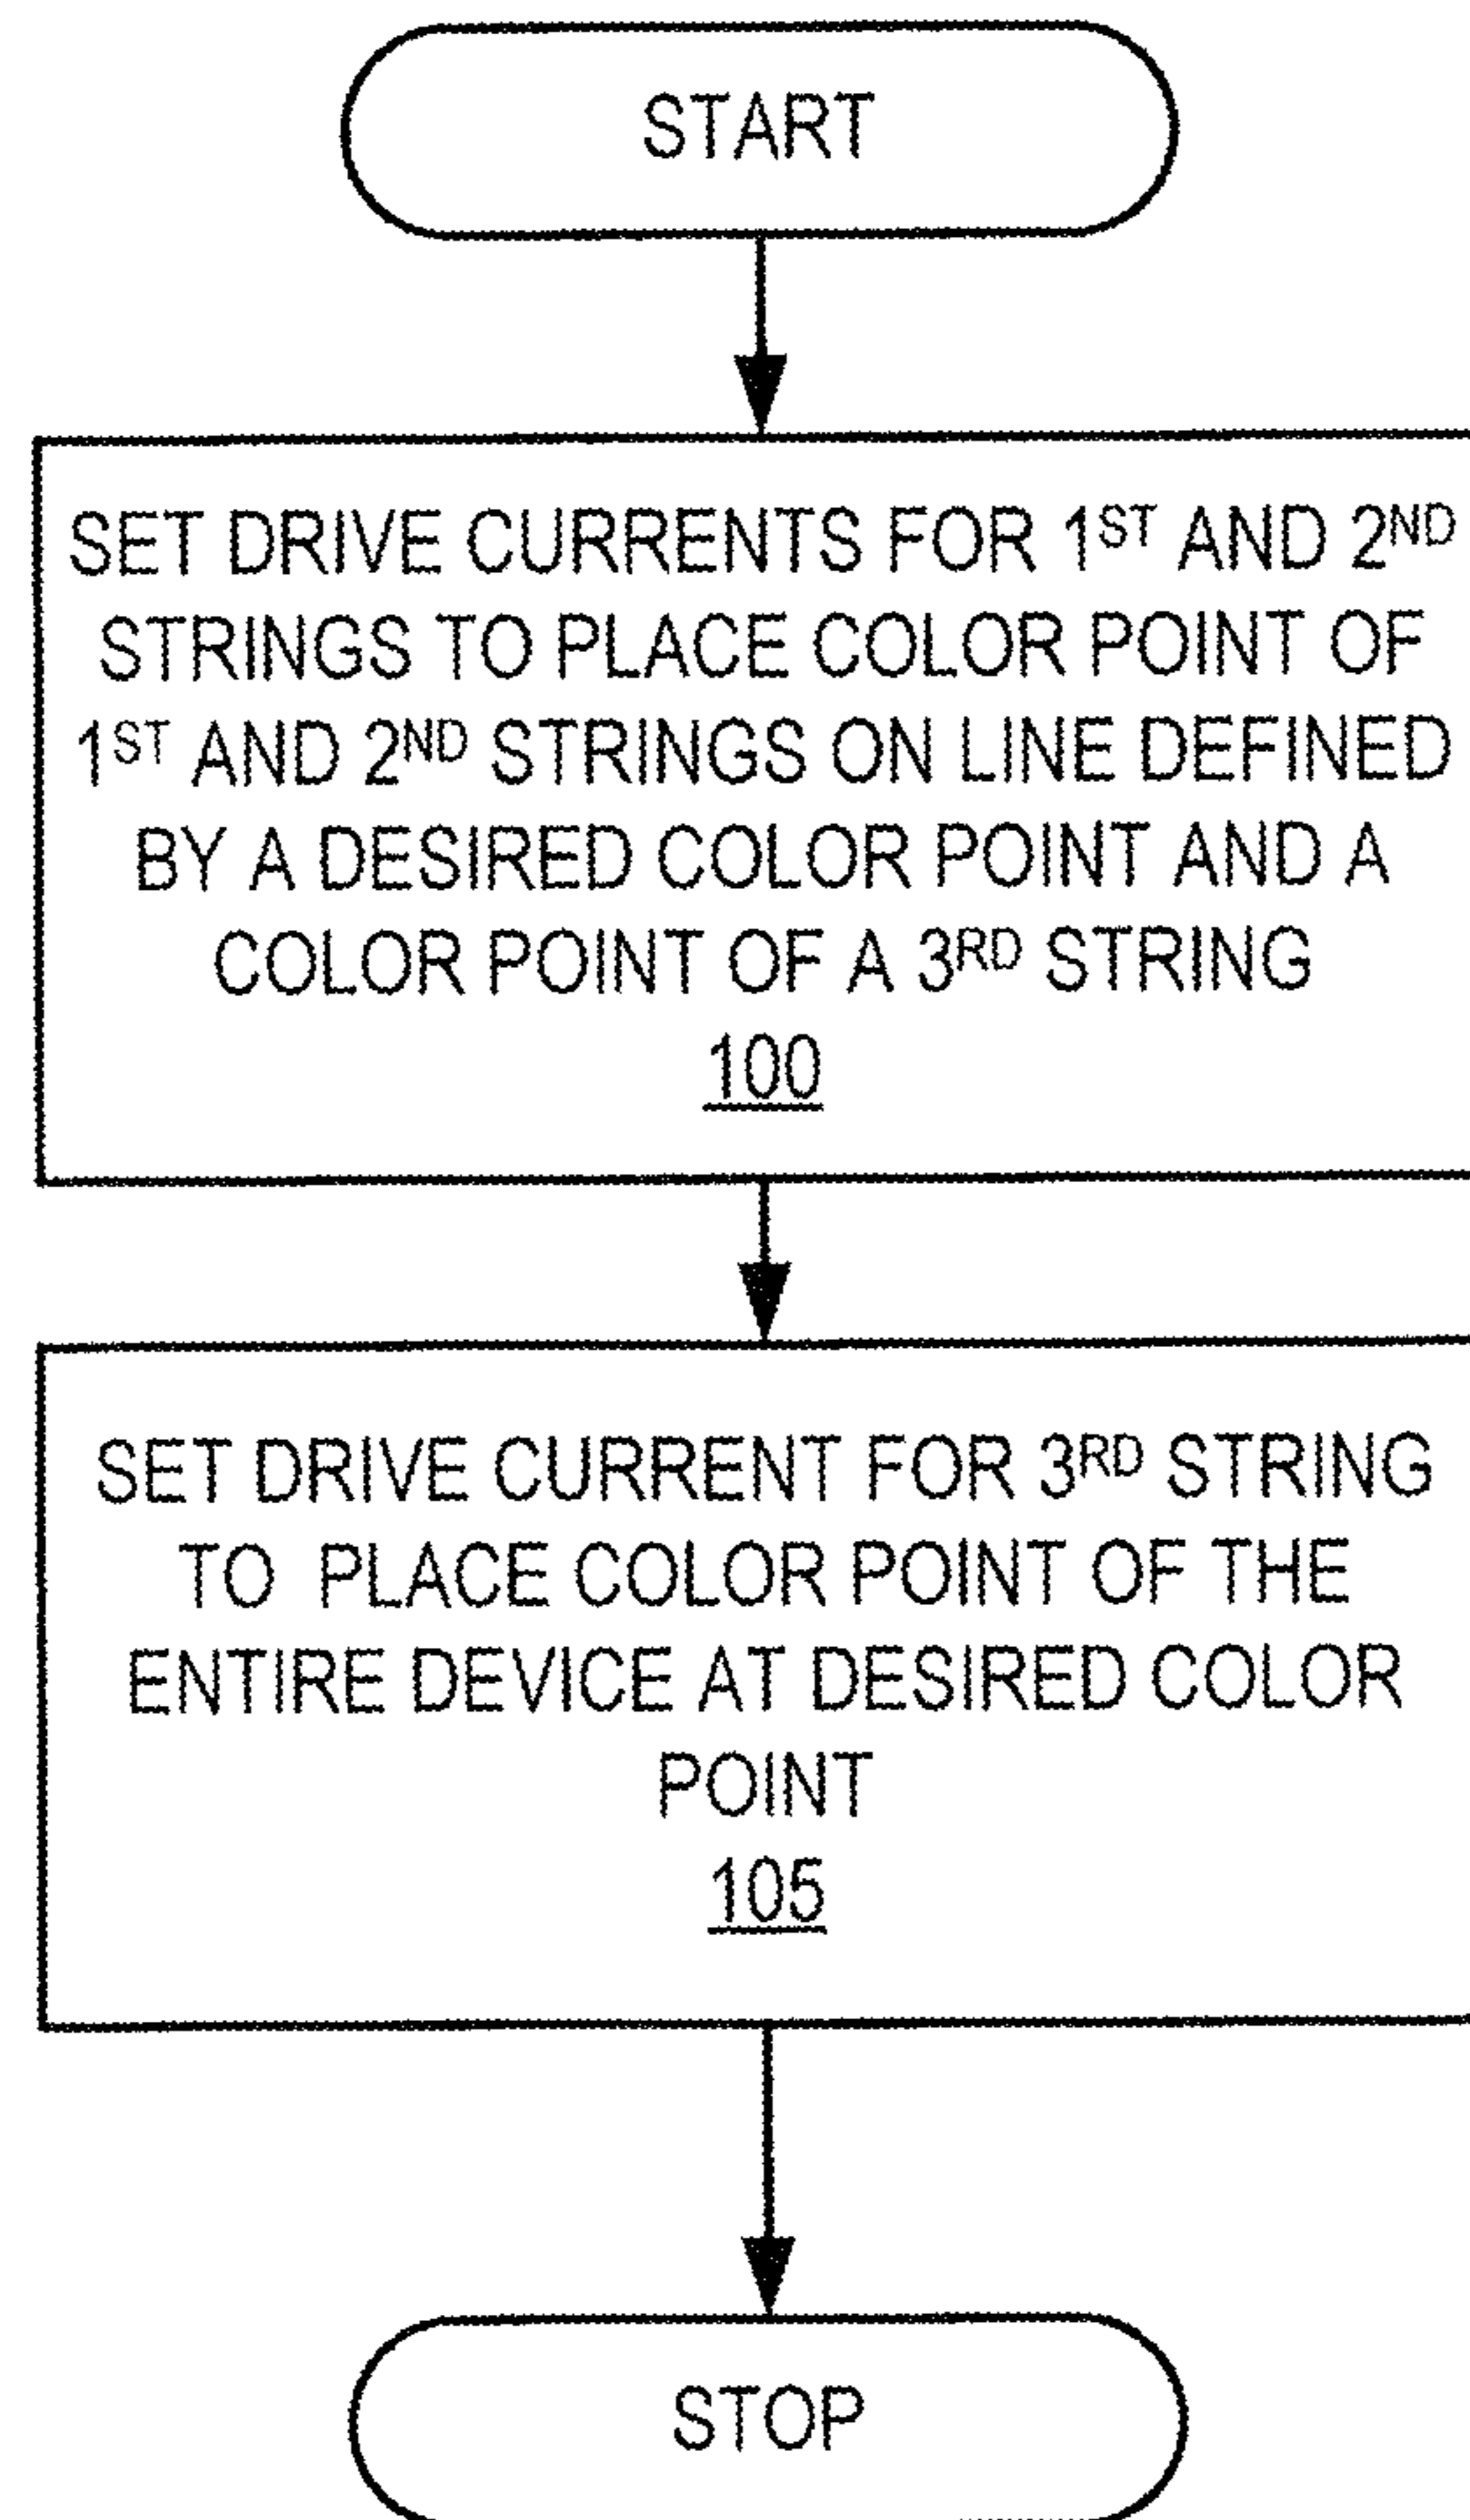 START
SET DRIVE CURRENTS FOR 1ST AND 2ND
STRINGS TO PLACE COLOR POINT OF
1ST AND 2ND STRINGS ON LINE DEFINED
BY A DESIRED COLOR POINT AND A
COLOR POINT OF A 3RD STRING
100
SET DRIVE CURRENT FOR 3RD STRING
TO PLACE COLOR POINT OF THE
ENTIRE DEVICE AT DESIRED COLOR
POINT
105
STOP